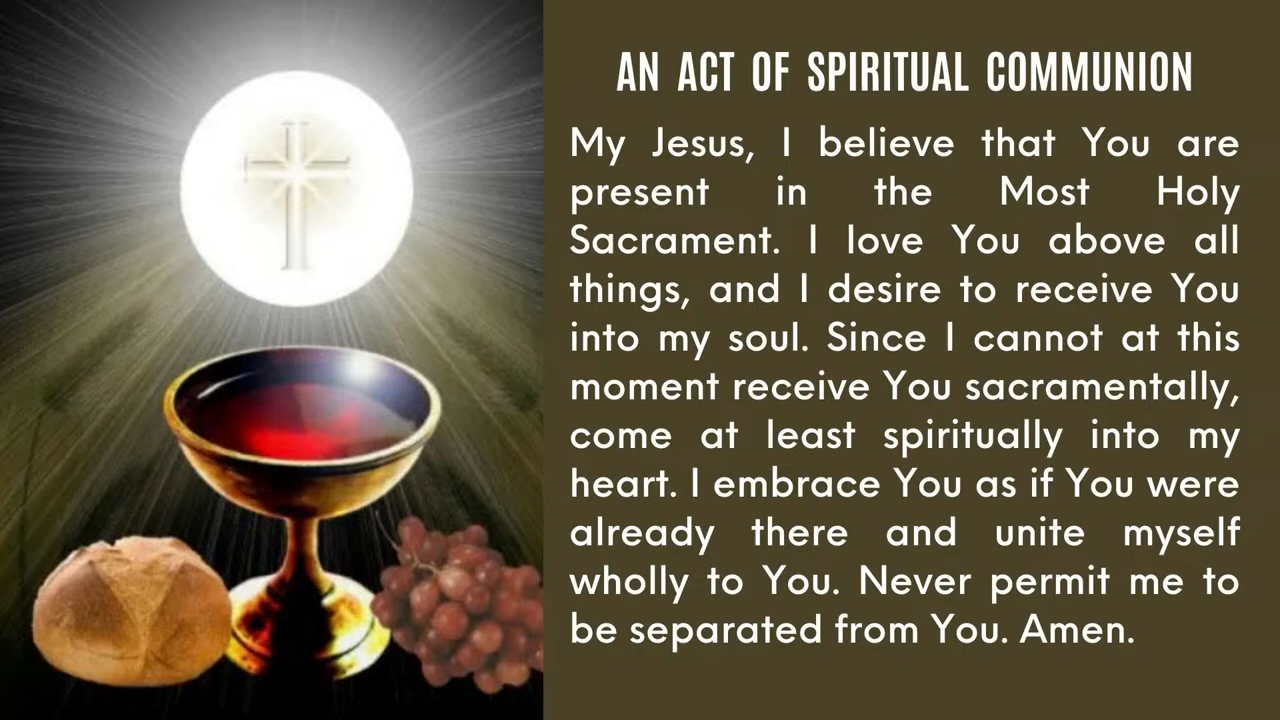 AN ACT OF SPIRITUAL COMMUNION
My Jesus, I believe that You are
present in the Most Holy
Sacrament. I love You above all
things, and I desire to receive You
into my soul. Since I cannot at this
moment receive You sacramentally,
come at least spiritually into my
heart. I embrace You as if You were
already there and unite myself
wholly to You. Never permit me to
be separated from You. Amen.